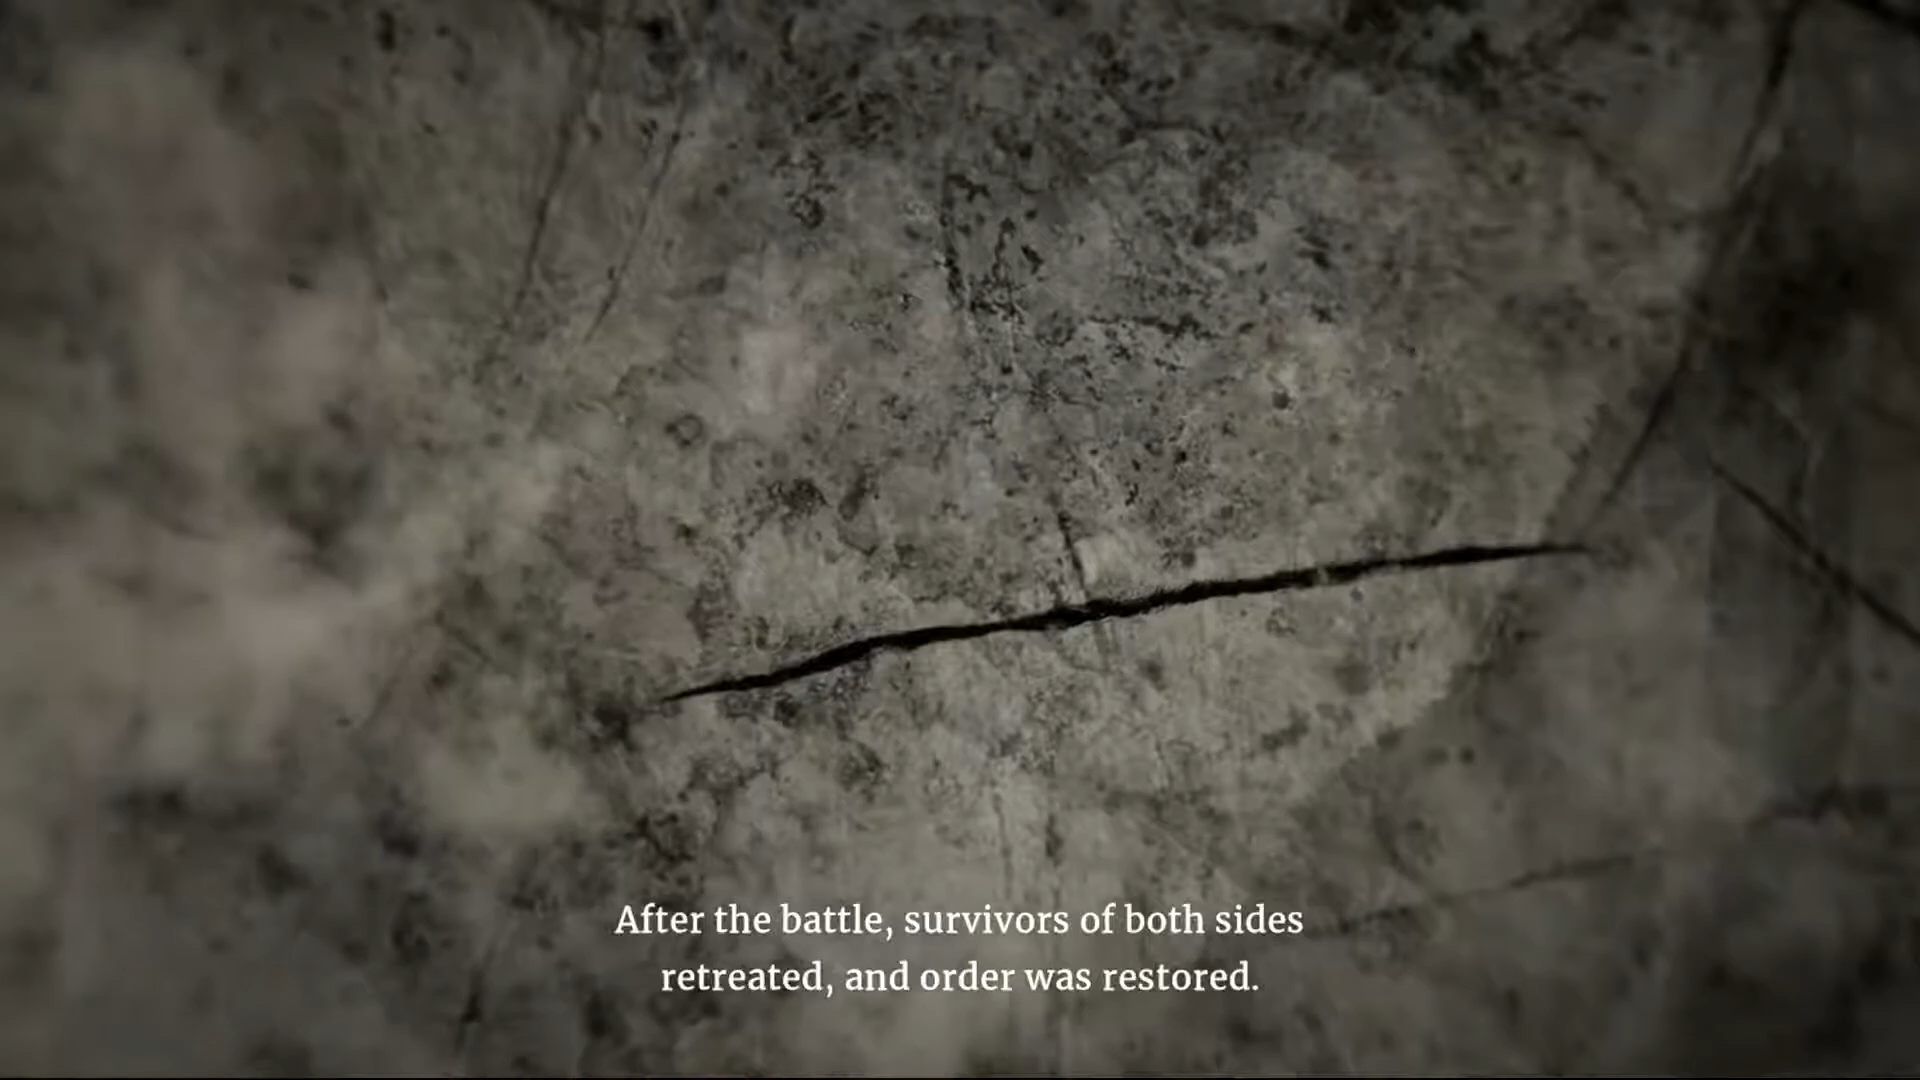 After the battle, survivors of both sides
retreated, and order was restored.